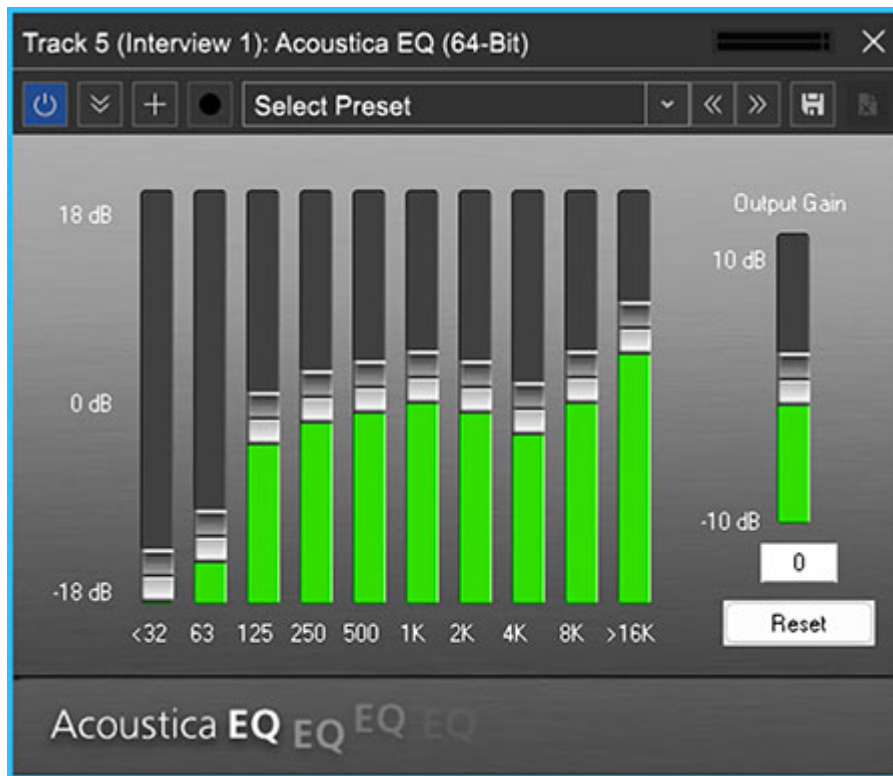 Track 5 (Interview 1): Acoustica EQ (64-Bit)
Select Preset
Output Gain
18 dB
10 dB
0 dB
-10 dB
0
-18 dB
<32 63 125 250 500 1K 2K 4K 8K >16K
Reset
Acoustica EQ EQ EQ EQ